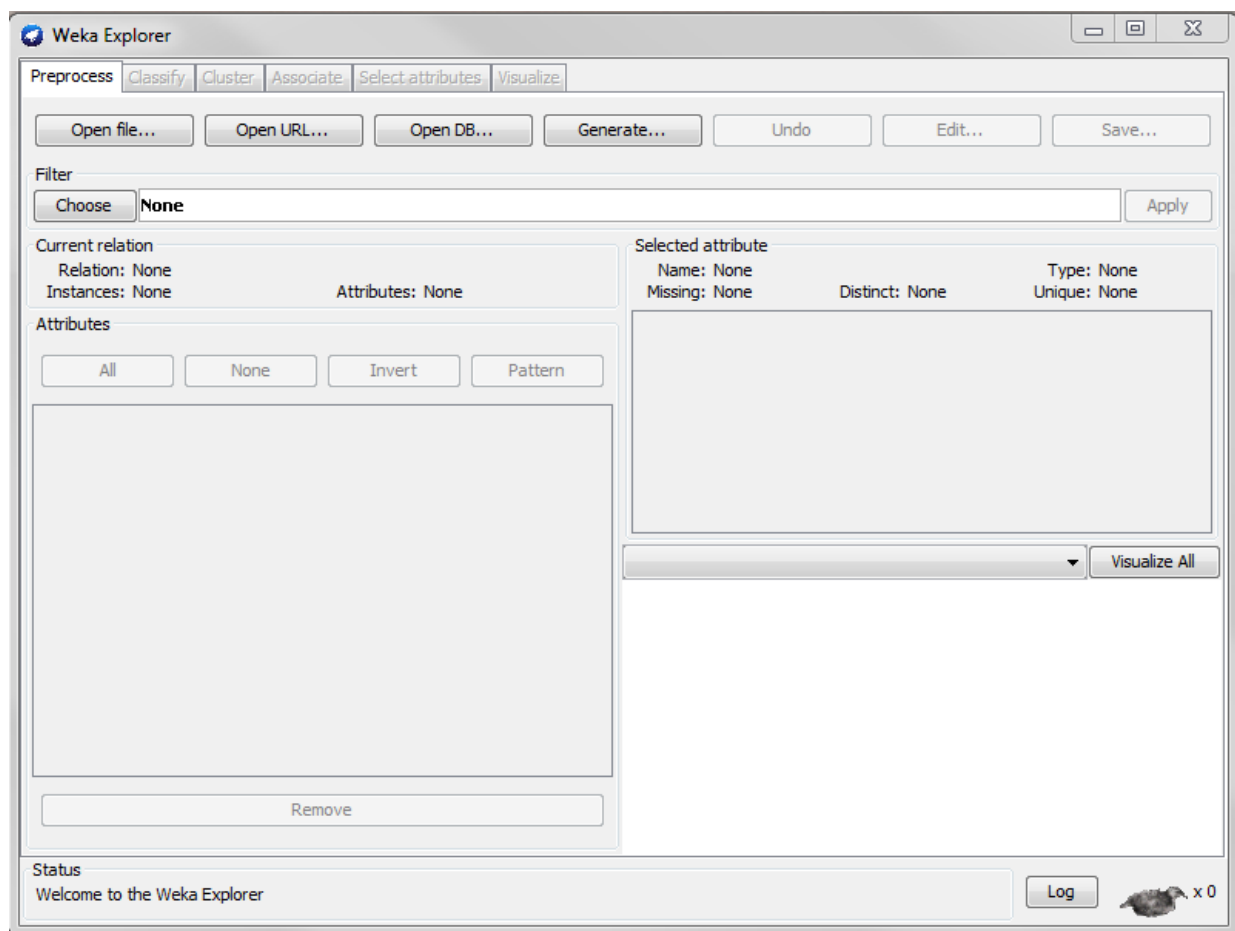 Weka Explorer
Preprocess Classify Cluster Associate Select attributes Visualize
Open file... Open URL... Open DB... Generate... Undo Edit... Save...
Filter
Choose None Apply
Current relation
Relation: None
Instances: None Attributes: None
Selected attribute
Name: None Type: None
Missing: None Distinct: None Unique: None
Attributes
All None Invert Pattern
Visualize All
Remove
Status
Welcome to the Weka Explorer
Log x 0